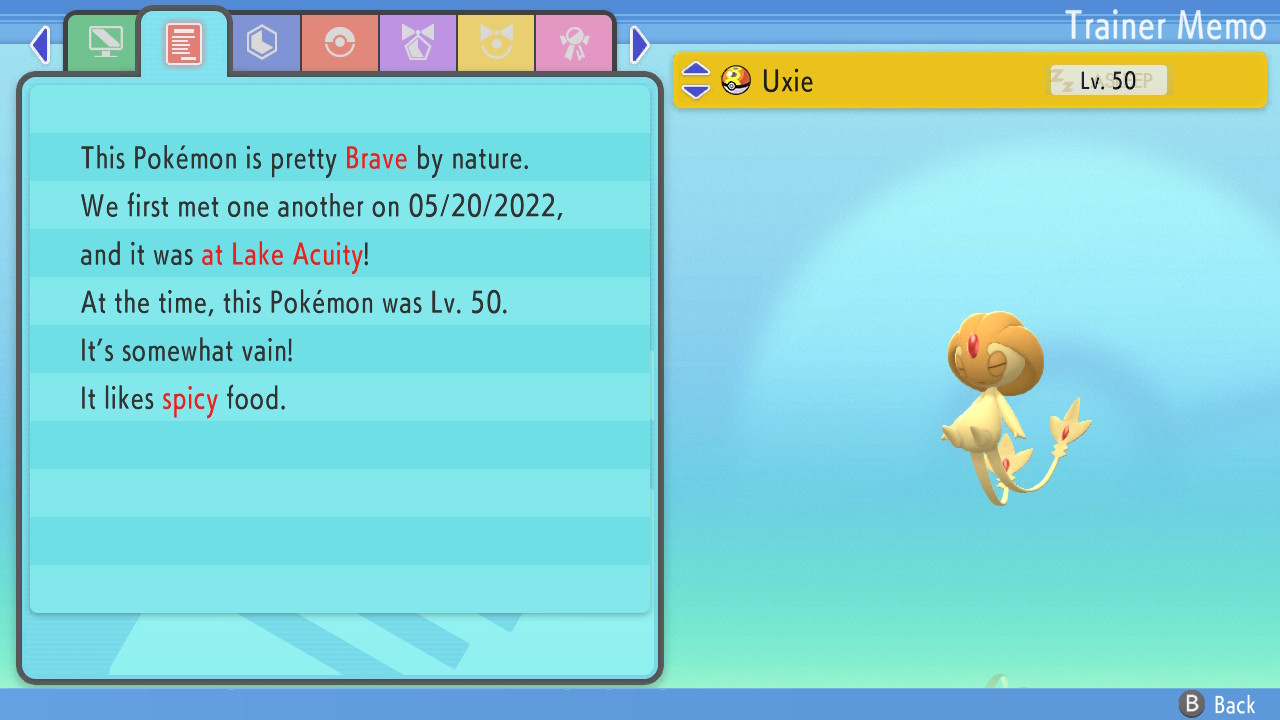 Trainer Memo
Uxie
Lv. 50
This Pokémon is pretty Brave by nature.
We first met one another on 05/20/2022,
and it was at Lake Acuity!
At the time, this Pokémon was Lv. 50.
It's somewhat vain!
It likes spicy food.
B Back